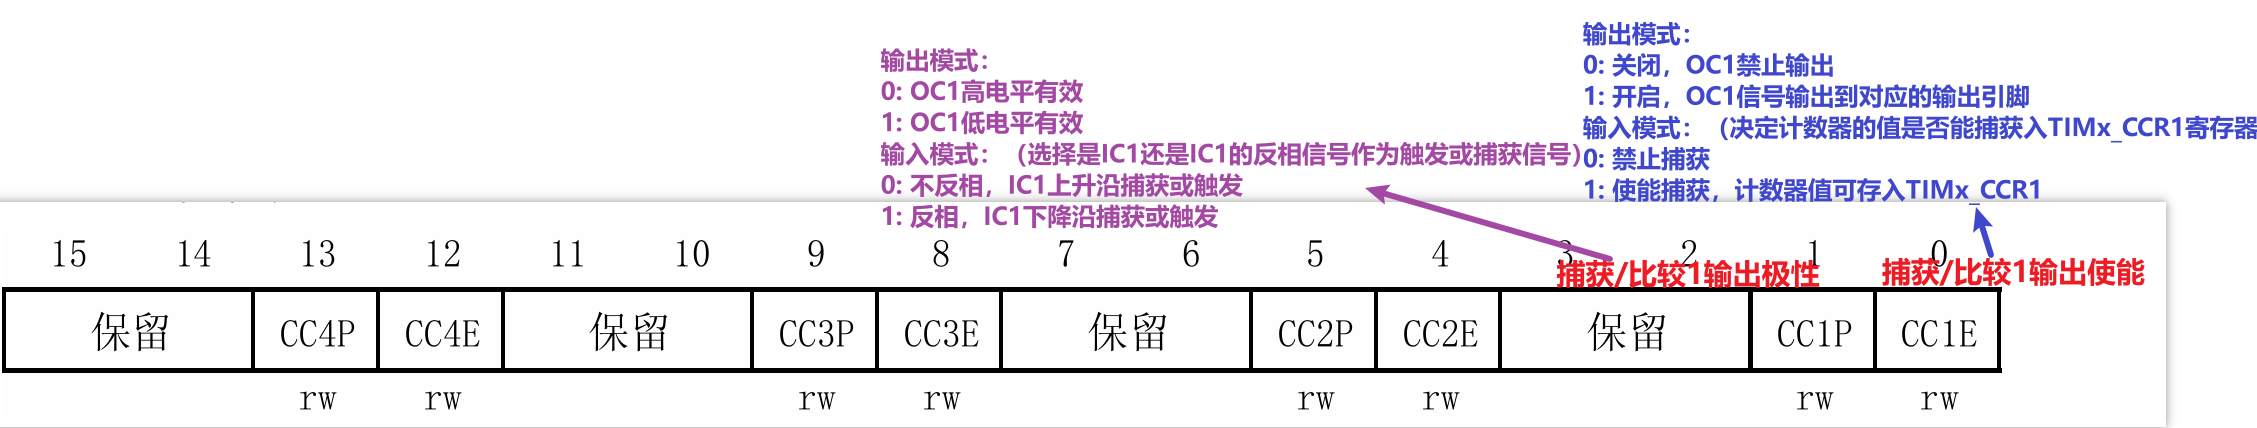 输出模式：
0: OC1高电平有效
1: OC1低电平有效
输入模式：（选择是IC1还是IC1的反相信号作为触发或捕获信号）
0: 不反相，IC1上升沿捕获或触发
1: 反相，IC1下降沿捕获或触发
输出模式：
0: 关闭，OC1禁止输出
1: 开启，OC1信号输出到对应的输出引脚
输入模式：（决定计数器的值是否能捕获入TIMx_CCR1寄存器
0: 禁止捕获
1: 使能捕获，计数器值可存入TIMx_CCR1
15 14 13 12 11 10 9 8 7 6 5 4 3 2 1 0
捕获/比较1输出极性 捕获/比较1输出使能
保留 CC4P CC4E 保留 CC3P CC3E 保留 CC2P CC2E 保留 CC1P CC1E
rw rw rw rw rw rw rw rw